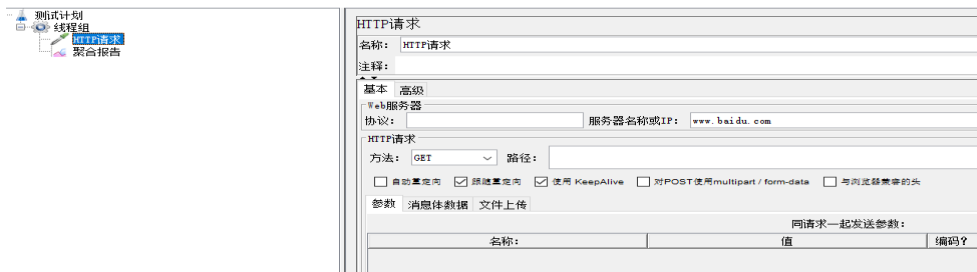 测试计划
线程组
HTTP请求
聚合报告
HTTP请求
名称： HTTP请求
注释：
基本 高级
Web服务器
协议： 服务器名称或IP： www.baidu.com
HTTP请求
方法： GET 路径：
自动重定向 跟随重定向 使用 KeepAlive 对POST使用multipart / form-data 与浏览器兼容的头
参数 消息体数据 文件上传
同请求一起发送参数：
名称： 值 编码?